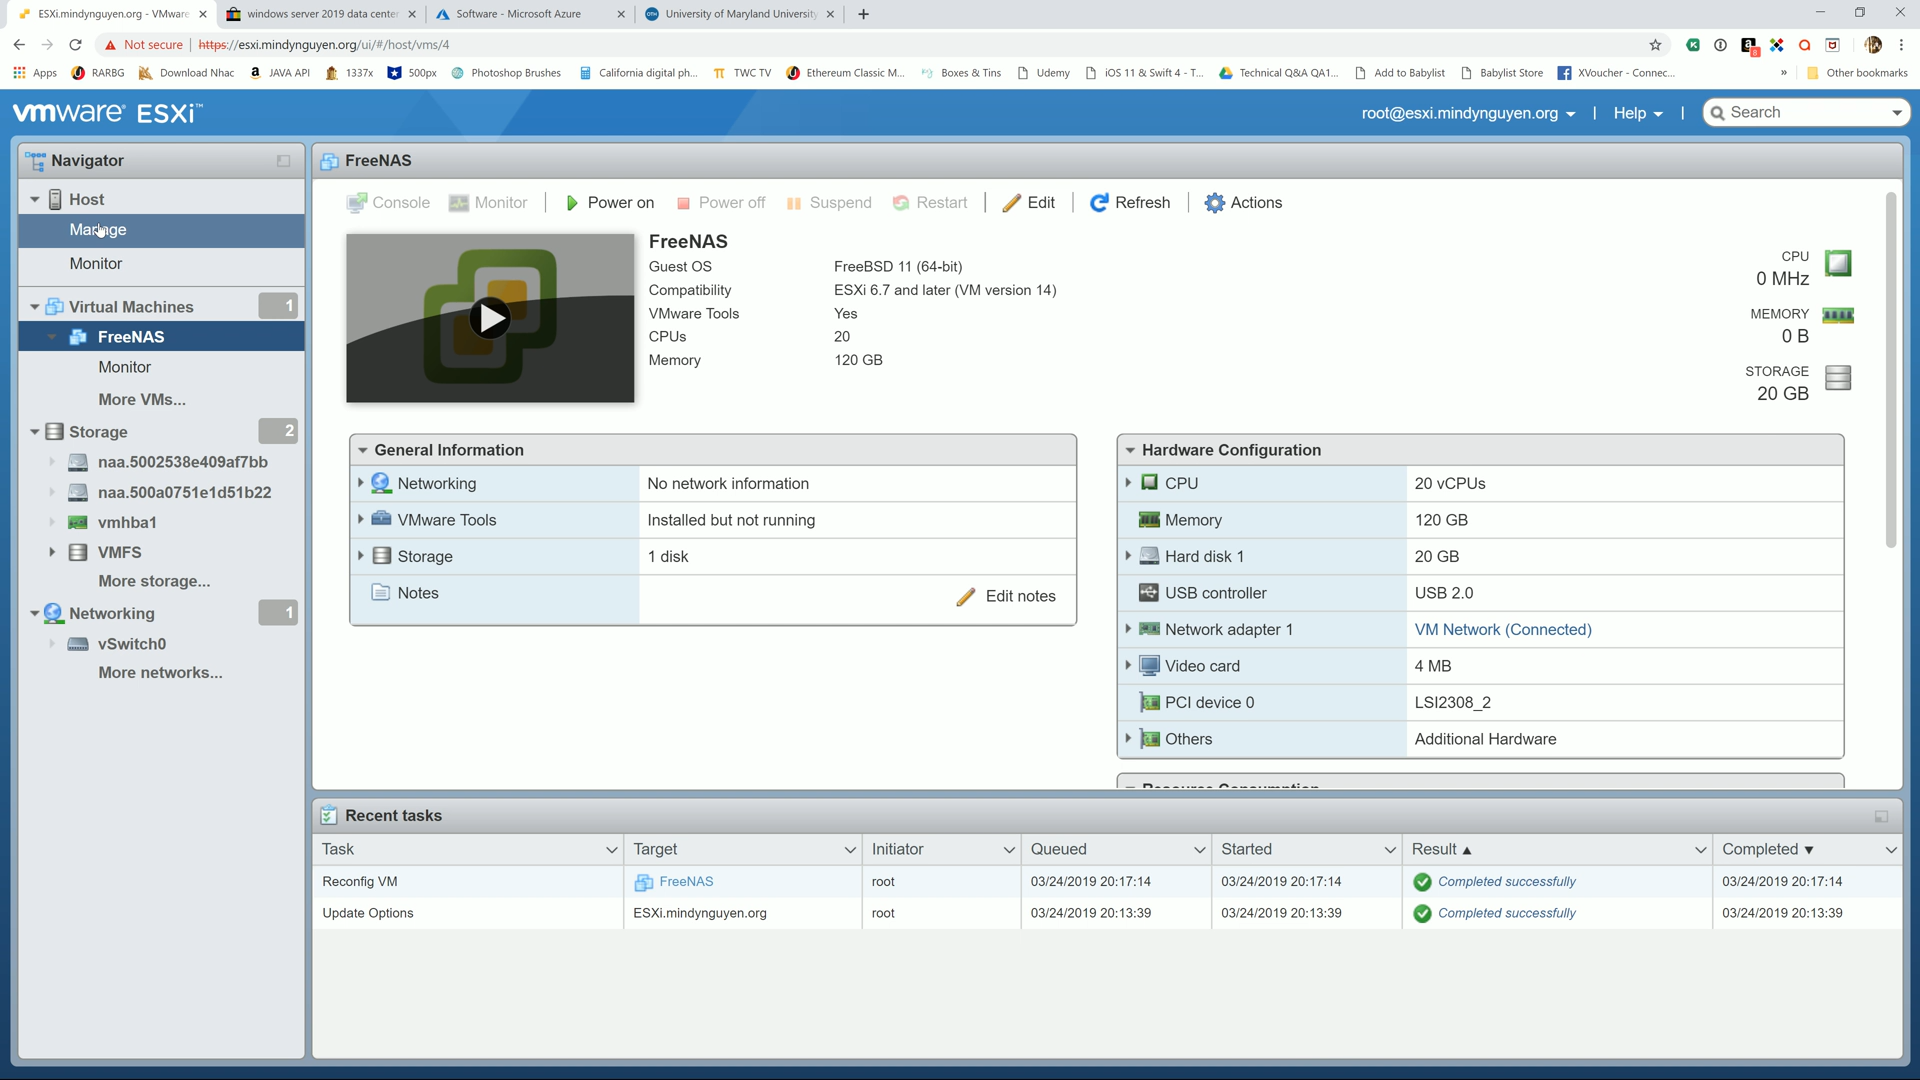 ESXi.mindynguyen.org - VMware
windows server 2019 data center
Software - Microsoft Azure
University of Maryland University
Not secure | https://esxi.mindynguyen.org/ui/#/host/vms/4
8
Apps
RARBG
Download Nhac
JAVA API
1337x
500px
Photoshop Brushes
California digital ph...
TWC TV
Ethereum Classic M...
Boxes & Tins
Udemy
iOS 11 & Swift 4 - T...
Technical Q&A QA1...
Add to Babylist
Babylist Store
XVoucher - Connec...
»
Other bookmarks
vmware ESXi™
root@esxi.mindynguyen.org
Help
Search
Navigator
Host
Manage
Monitor
Virtual Machines 1
FreeNAS
Monitor
More VMs...
Storage 2
naa.5002538e409af7bb
naa.500a0751e1d51b22
vmhba1
VMFS
More storage...
Networking 1
vSwitch0
More networks...
FreeNAS
Console
Monitor
Power on
Power off
Suspend
Restart
Edit
Refresh
Actions
FreeNAS
Guest OS FreeBSD 11 (64-bit)
Compatibility ESXi 6.7 and later (VM version 14)
VMware Tools Yes
CPUs 20
Memory 120 GB
CPU
0 MHz
MEMORY
0 B
STORAGE
20 GB
General Information
Networking No network information
VMware Tools Installed but not running
Storage 1 disk
Notes Edit notes
Hardware Configuration
CPU 20 vCPUs
Memory 120 GB
Hard disk 1 20 GB
USB controller USB 2.0
Network adapter 1 VM Network (Connected)
Video card 4 MB
PCI device 0 LSI2308_2
Others Additional Hardware
Resource Consumption
Recent tasks
Task Target Initiator Queued Started Result ▲ Completed ▼
Reconfig VM FreeNAS root 03/24/2019 20:17:14 03/24/2019 20:17:14 Completed successfully 03/24/2019 20:17:14
Update Options ESXi.mindynguyen.org root 03/24/2019 20:13:39 03/24/2019 20:13:39 Completed successfully 03/24/2019 20:13:39